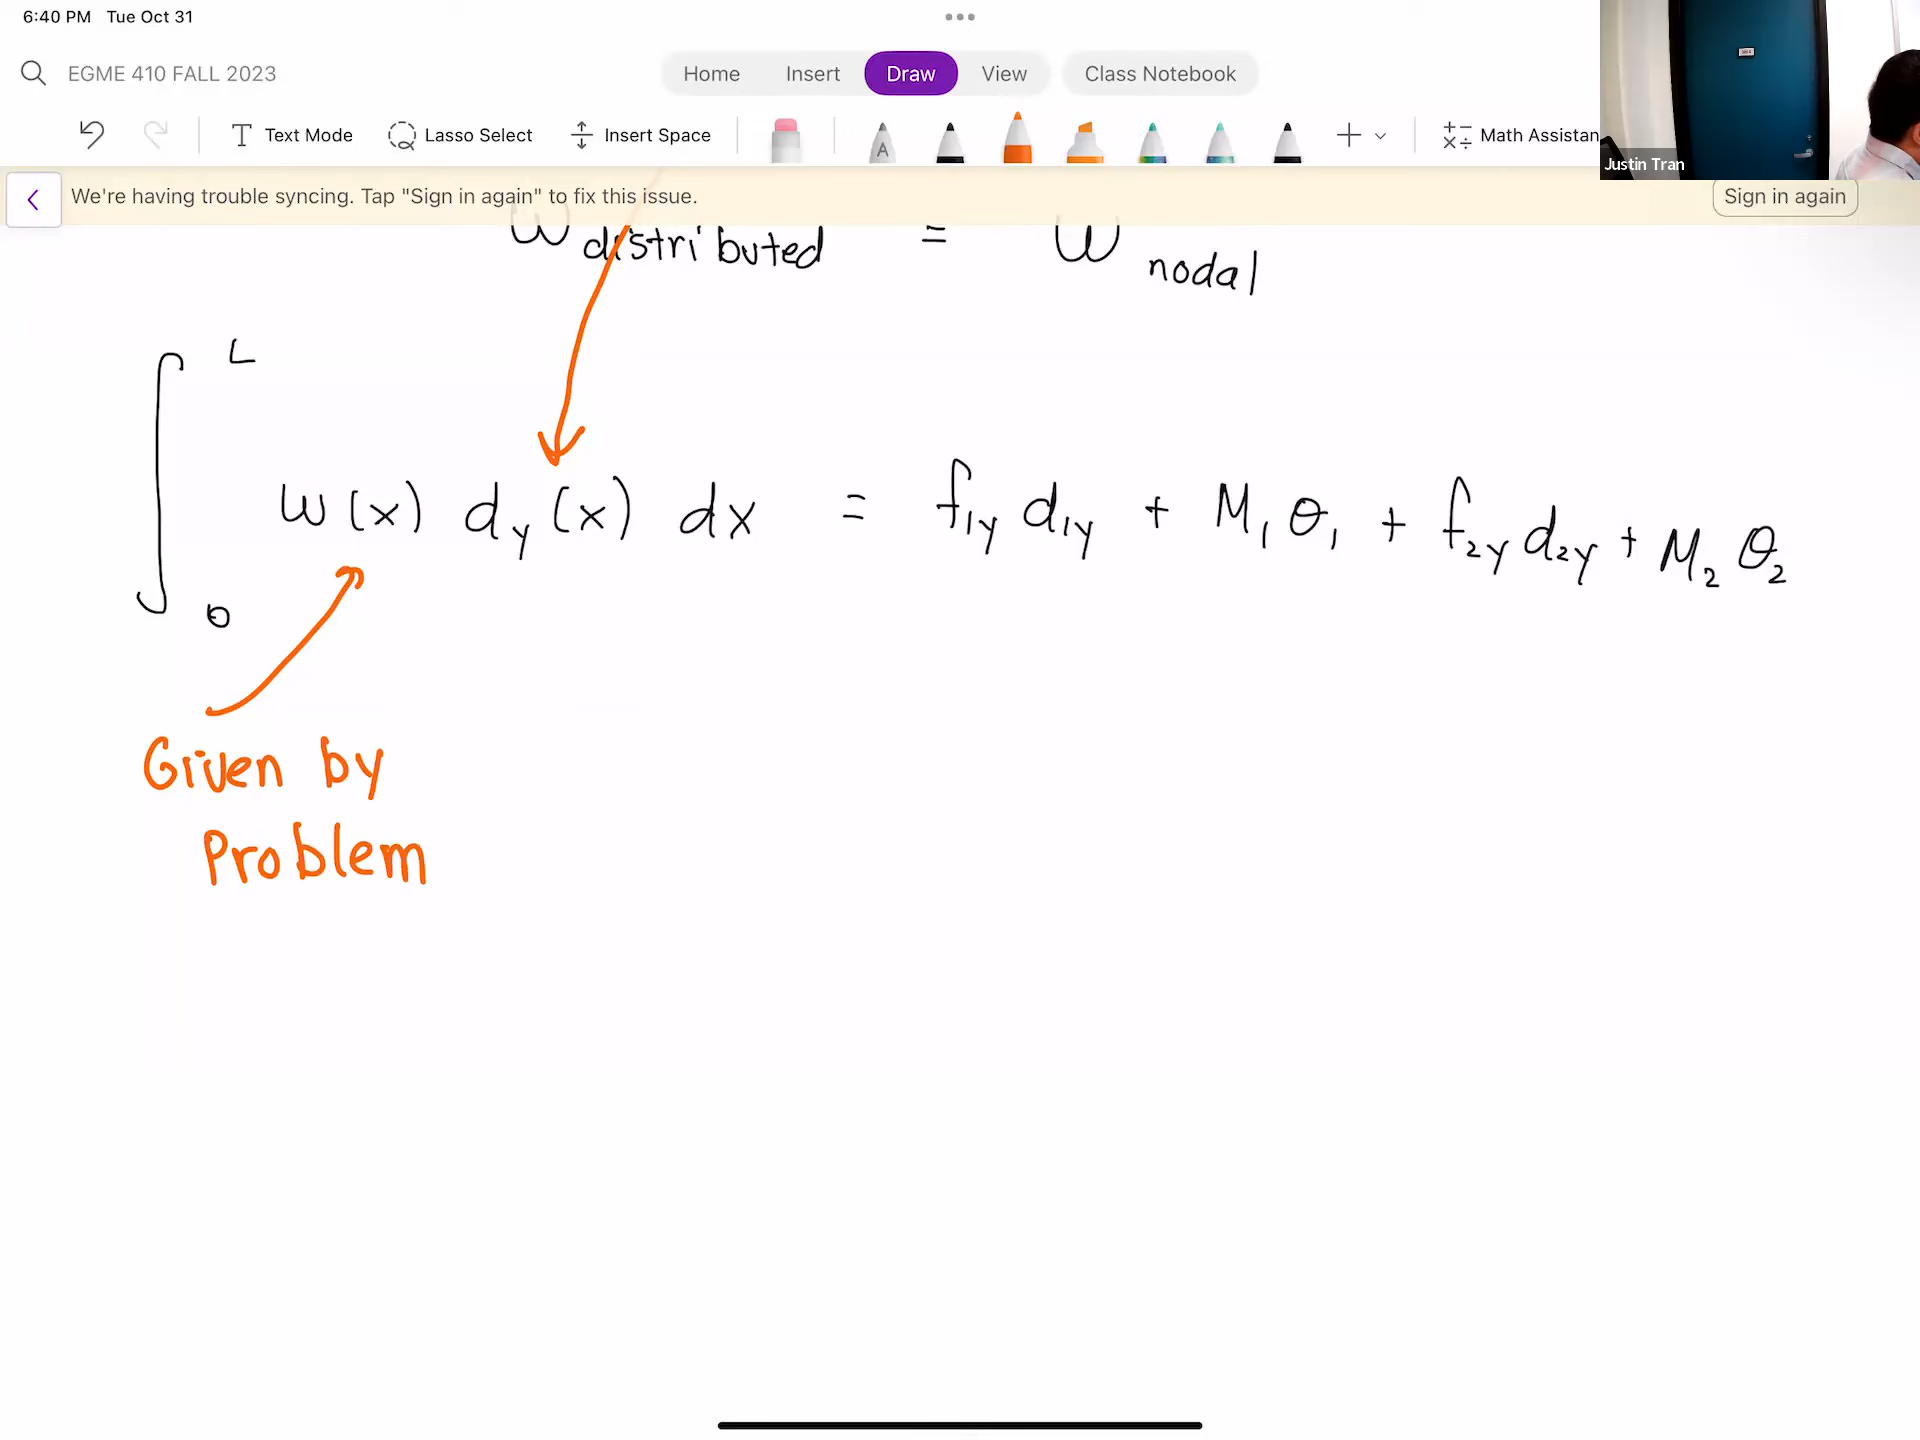 6:40 PM Tue Oct 31
EGME 410 FALL 2023
Home Insert Draw View Class Notebook
Text Mode Lasso Select Insert Space A Math Assistan
Justin Tran
We're having trouble syncing. Tap "Sign in again" to fix this issue. Sign in again
W distributed = W nodal
∫₀ᴸ w(x) d_y(x) dx = f₁y d₁y + M₁ θ₁ + f₂y d₂y + M₂ θ₂
Given by
Problem